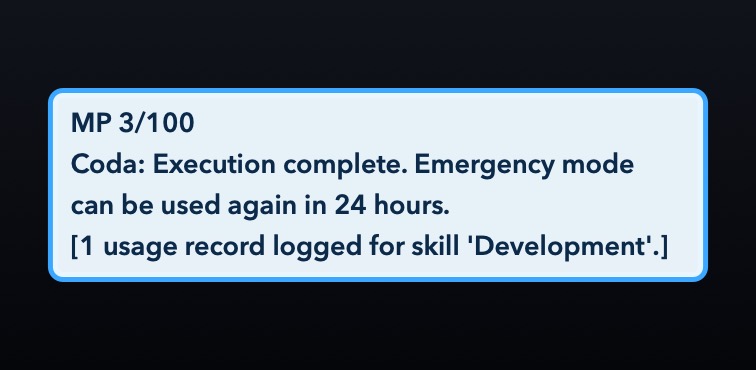 MP 3/100
Coda: Execution complete. Emergency mode
can be used again in 24 hours.
[1 usage record logged for skill 'Development'.]